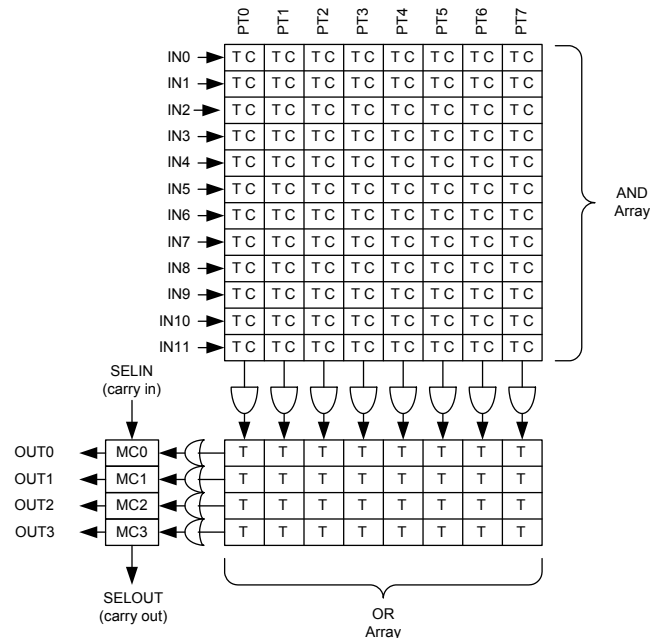 PT0 PT1 PT2 PT3 PT4 PT5 PT6 PT7
IN0 T C T C T C T C T C T C T C T C
IN1 T C T C T C T C T C T C T C T C
IN2 T C T C T C T C T C T C T C T C
IN3 T C T C T C T C T C T C T C T C
IN4 T C T C T C T C T C T C T C T C
IN5 T C T C T C T C T C T C T C T C
IN6 T C T C T C T C T C T C T C T C
IN7 T C T C T C T C T C T C T C T C
IN8 T C T C T C T C T C T C T C T C
IN9 T C T C T C T C T C T C T C T C
IN10 T C T C T C T C T C T C T C T C
IN11 T C T C T C T C T C T C T C T C
AND
Array
SELIN
(carry in)
OUT0 MC0 T T T T T T T T
OUT1 MC1 T T T T T T T T
OUT2 MC2 T T T T T T T T
OUT3 MC3 T T T T T T T T
SELOUT
(carry out)
OR
Array